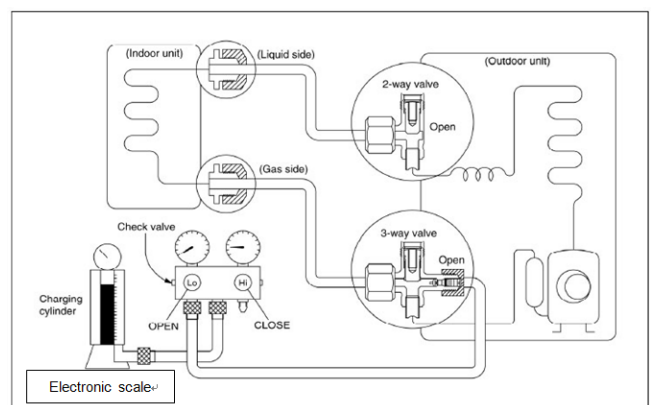 (Indoor unit)
(Liquid side)
(Outdoor unit)
2-way valve
Open
(Gas side)
3-way valve
Open
Check valve
Lo
Hi
Charging
cylinder
OPEN
CLOSE
Electronic scale